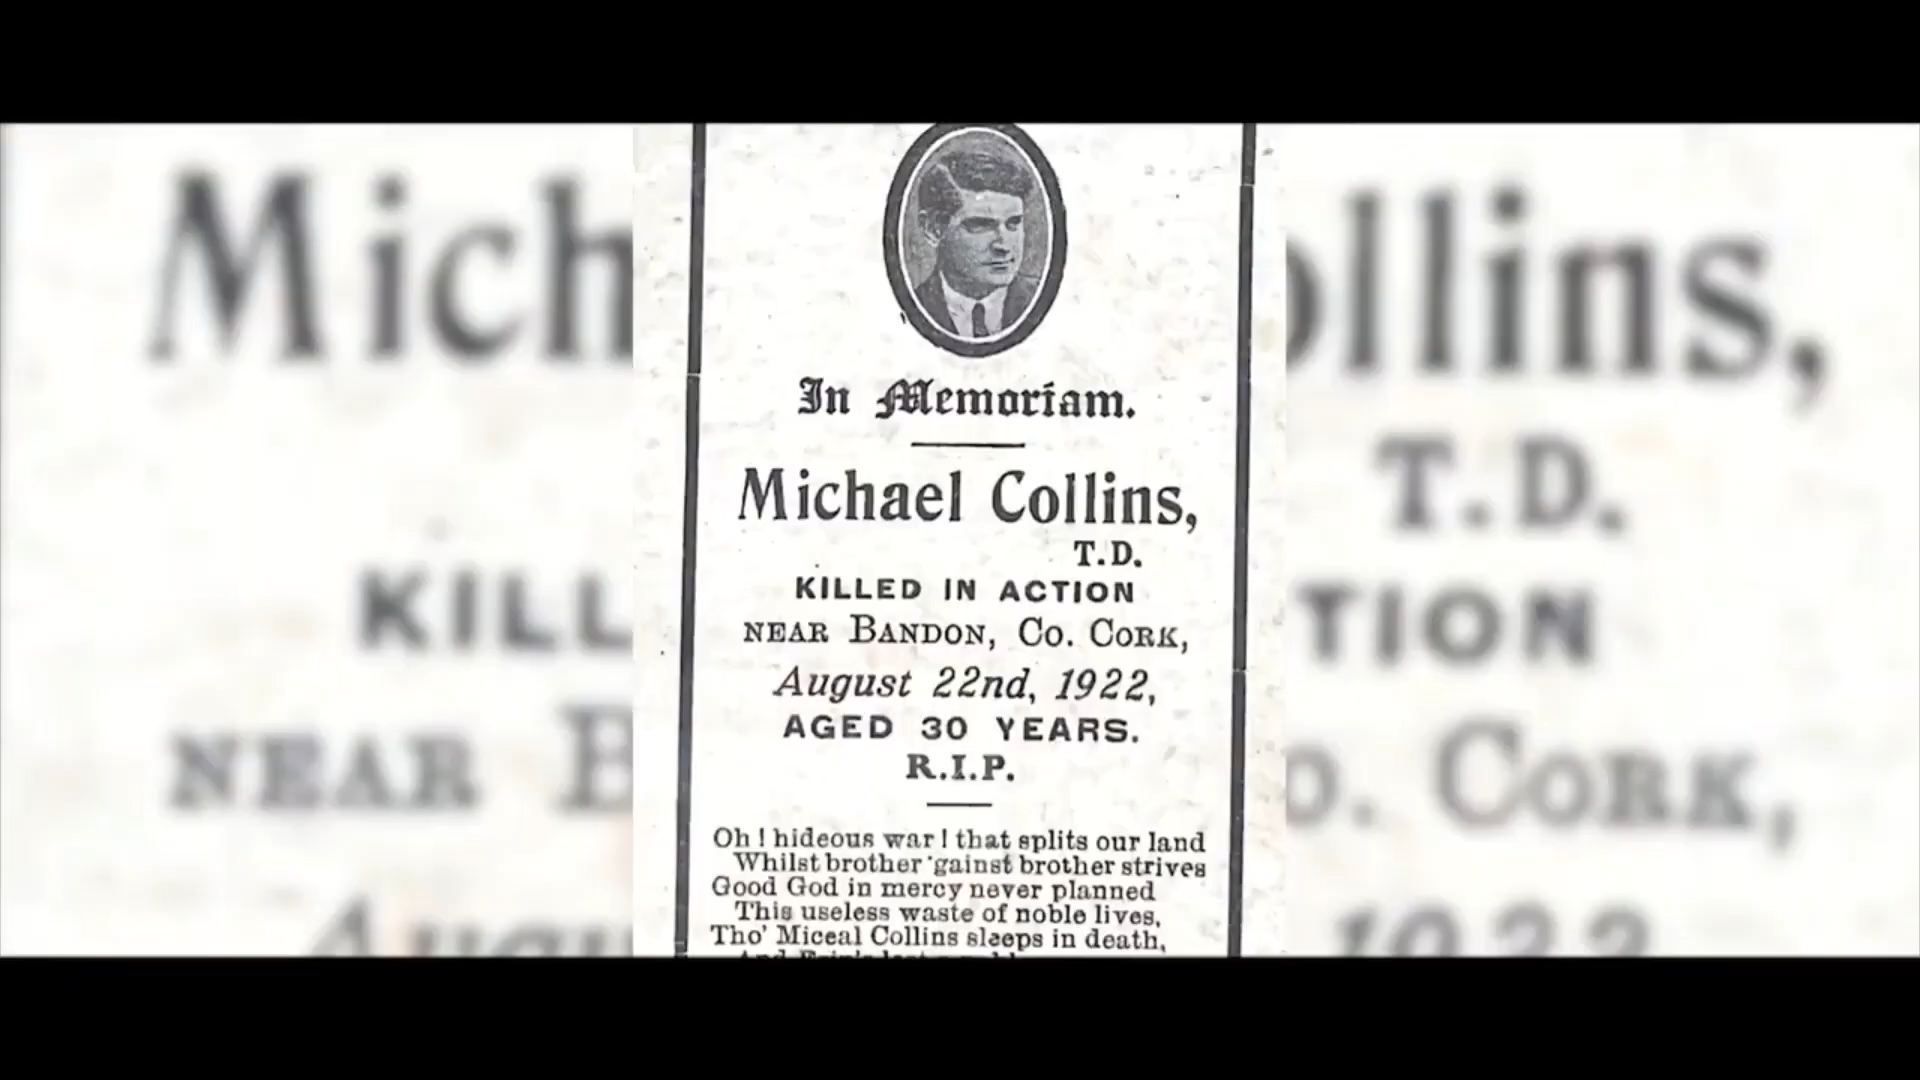 In Memoriam.
Michael Collins,
T.D.
KILLED IN ACTION
NEAR BANDON, Co. CORK,
August 22nd, 1922,
AGED 30 YEARS.
R.I.P.
Oh ! hideous war ! that splits our land
Whilst brother 'gainst brother strives
Good God in mercy never planned
This useless waste of noble lives,
Tho' Miceal Collins sleeps in death,